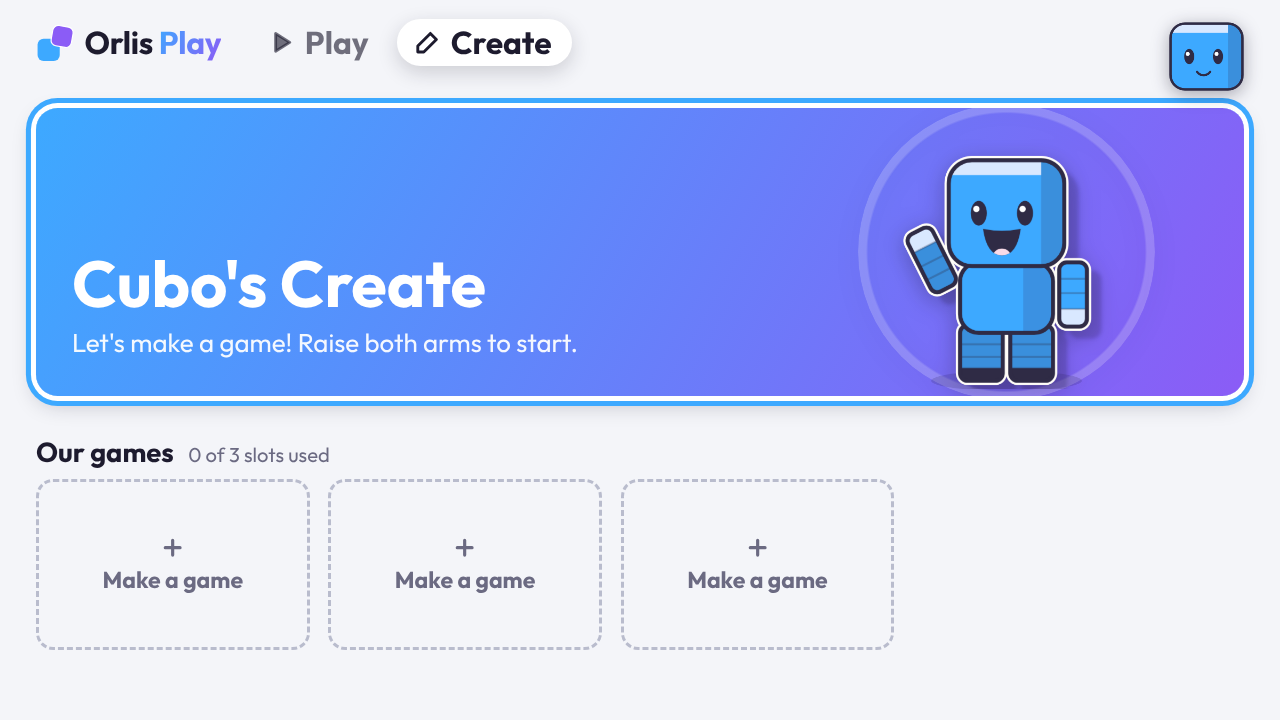 Orlis Play
Play
Create
Cubo's Create
Let's make a game! Raise both arms to start.
Our games 0 of 3 slots used
+ + +
Make a game Make a game Make a game